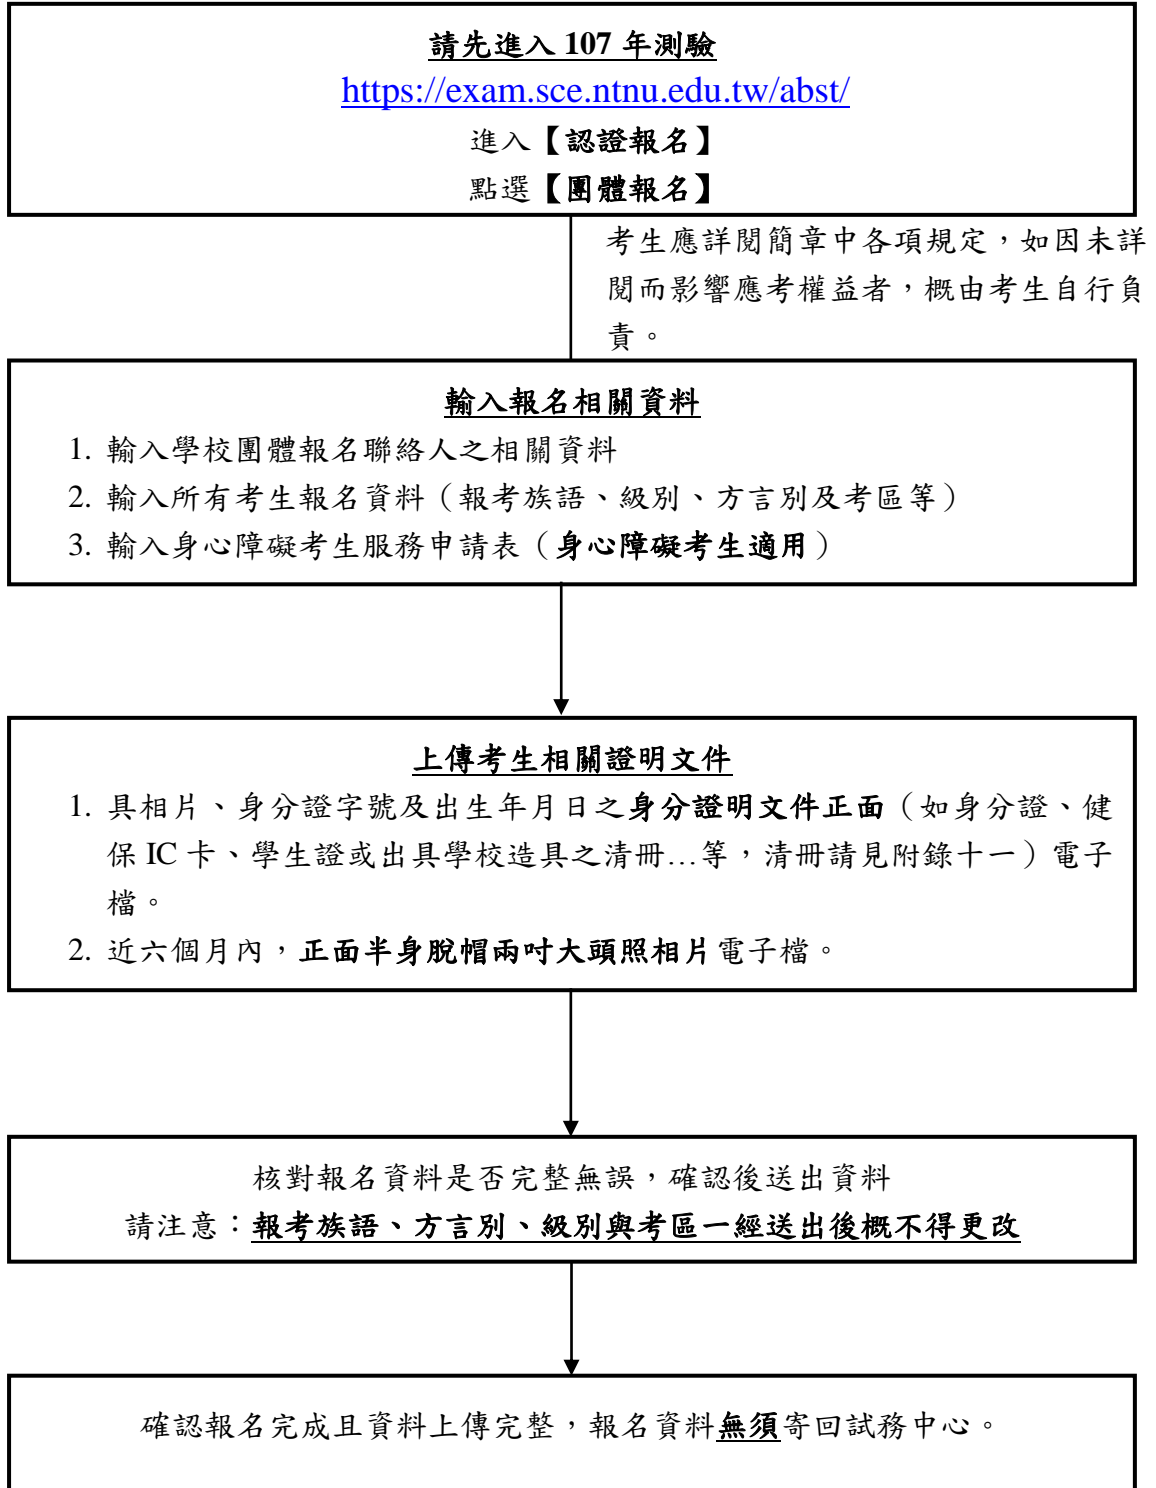 請先進入 107 年測驗
https://exam.sce.ntnu.edu.tw/abst/
進入【認證報名】
點選【團體報名】
考生應詳閱簡章中各項規定，如因未詳
閱而影響應考權益者，概由考生自行負
責。
輸入報名相關資料
1. 輸入學校團體報名聯絡人之相關資料
2. 輸入所有考生報名資料（報考族語、級別、方言別及考區等）
3. 輸入身心障礙考生服務申請表（身心障礙考生適用）
上傳考生相關證明文件
1. 具相片、身分證字號及出生年月日之身分證明文件正面（如身分證、健
保 IC 卡、學生證或出具學校造具之清冊…等，清冊請見附錄十一）電子
檔。
2. 近六個月內，正面半身脫帽兩吋大頭照相片電子檔。
核對報名資料是否完整無誤，確認後送出資料
請注意：報考族語、方言別、級別與考區一經送出後概不得更改
確認報名完成且資料上傳完整，報名資料無須寄回試務中心。